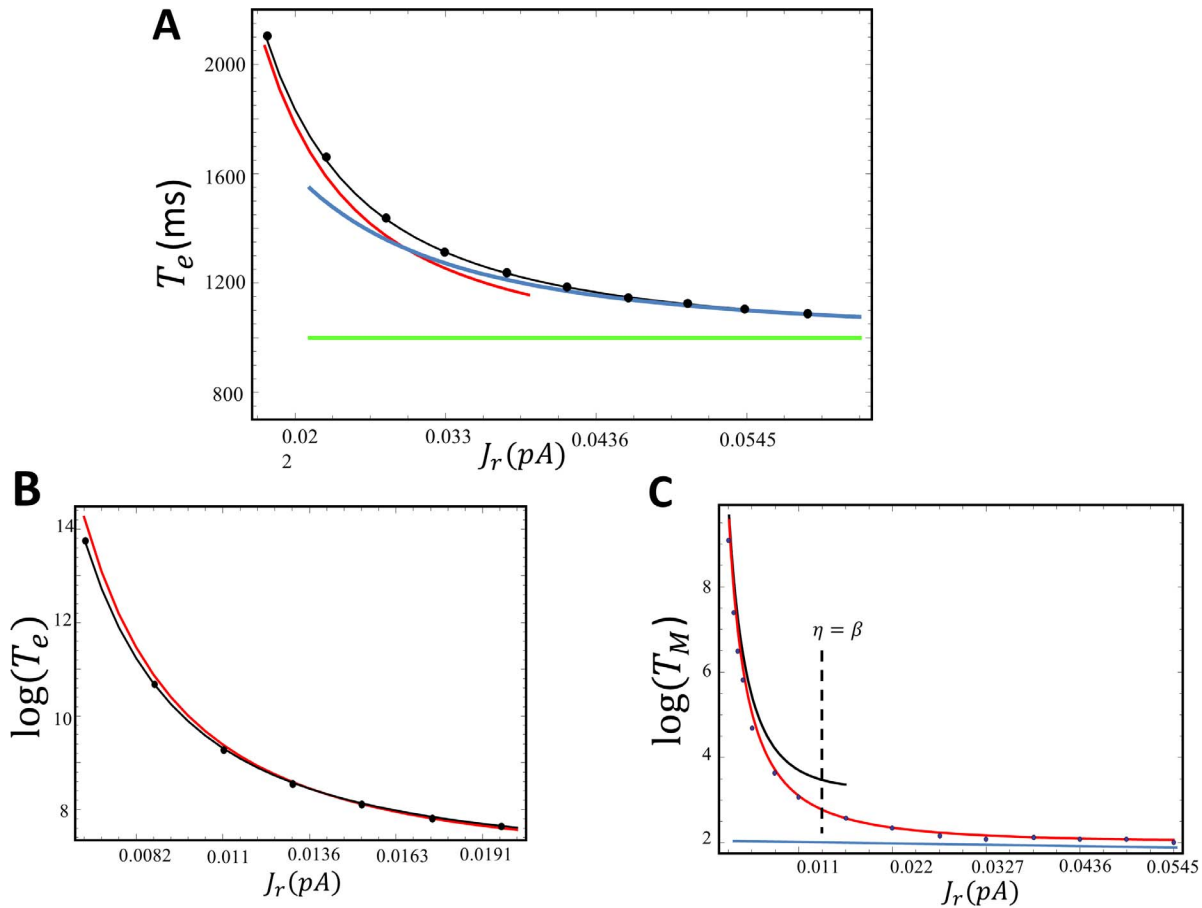 A
2000
1600
1200
800
T_e(ms)
0.02
2
0.033
0.0436
0.0545
J_r(pA)
B
14
12
10
8
log(T_e)
0.0082
0.011
0.0136
0.0163
0.0191
J_r(pA)
C
8
6
4
2
log(T_M)
η = β
0.011
0.022
0.0327
0.0436
0.0545
J_r(pA)